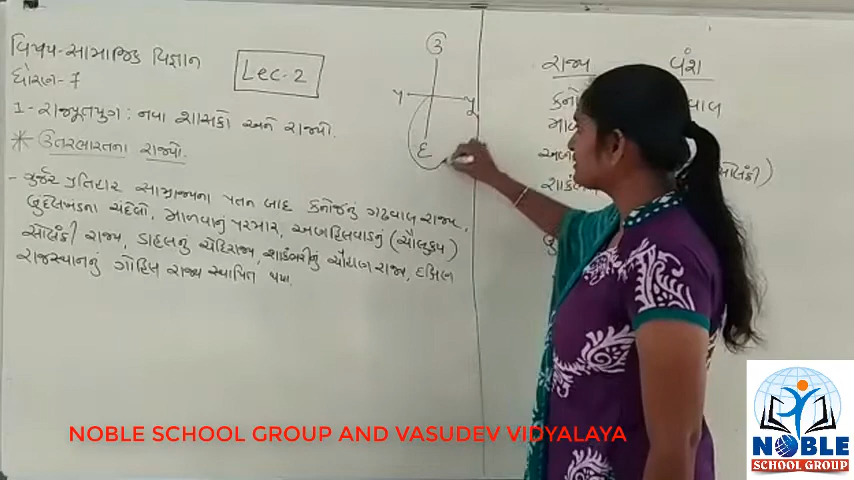 વિષય-સામાજિક વિજ્ઞાન
ધોરણ-7
Lec-2
1-રાજપૂતયુગ: નવા શાસકો અને રાજ્યો.
* ઉતરભારતના રાજ્યો.
- ગુર્જર પ્રતિહાર સામ્રાજ્યના પતન બાદ કનોજનું ગઢવાલ રાજ્ય,
બુંદેલખંડના ચંદેલો, માળવાનું પરમાર, અણહિલવાડનું (ચૌલુક્ય)
સોલંકી રાજ્ય, ડાહલનું ચેદિરાજ્ય, શાકંભરીનું ચૌહાણ રાજ્ય, દક્ષિણ
રાજસ્થાનનું ગોહિલ રાજ્ય સ્થાપિત થયા.
ઉ
પ
પૂ
દ
રાજ્ય વંશ
NOBLE SCHOOL GROUP AND VASUDEV VIDYALAYA
NOBLE
SCHOOL GROUP